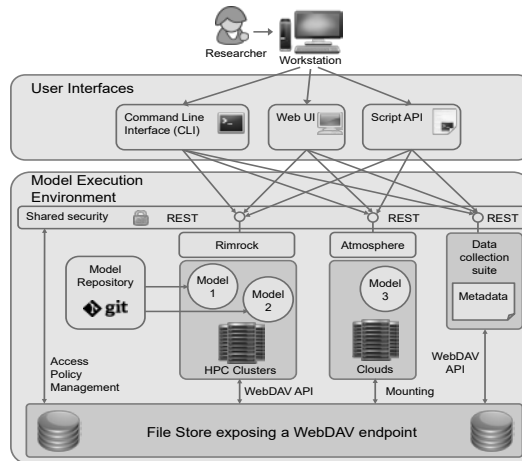 Researcher
Workstation
User Interfaces
Command Line
Interface (CLI)
Web UI
Script API
Model Execution
Environment
Shared security
REST
REST
REST
Rimrock
Atmosphere
Data
collection
suite
Model
Repository
git
Model
1
Model
2
Model
3
Metadata
HPC Clusters
Clouds
Access
Policy
Management
WebDAV API
Mounting
WebDAV
API
File Store exposing a WebDAV endpoint